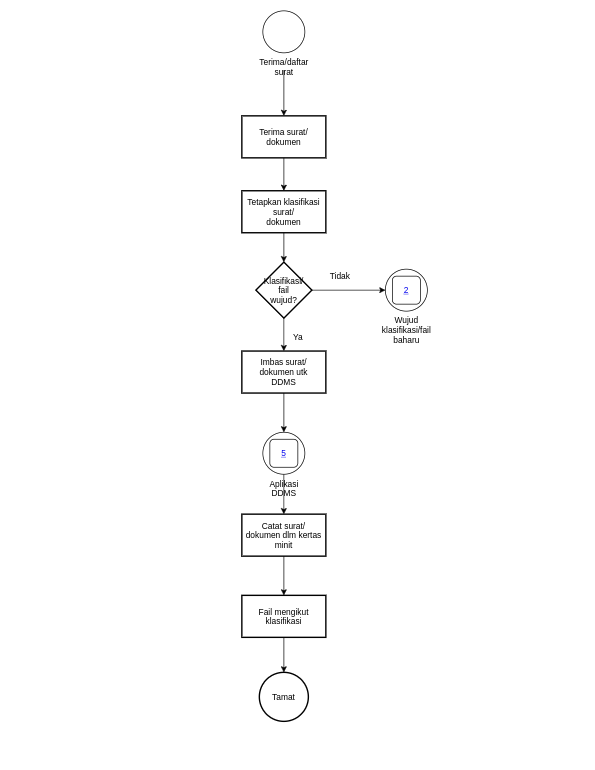 Terima/daftar
surat
Terima surat/
dokumen
Tetapkan klasifikasi
surat/
dokumen
Klasifikasi/
fail
wujud?
Tidak
2
Wujud
klasifikasi/fail
baharu
Ya
Imbas surat/
dokumen utk
DDMS
5
Aplikasi
DDMS
Catat surat/
dokumen dlm kertas
minit
Fail mengikut
klasifikasi
Tamat